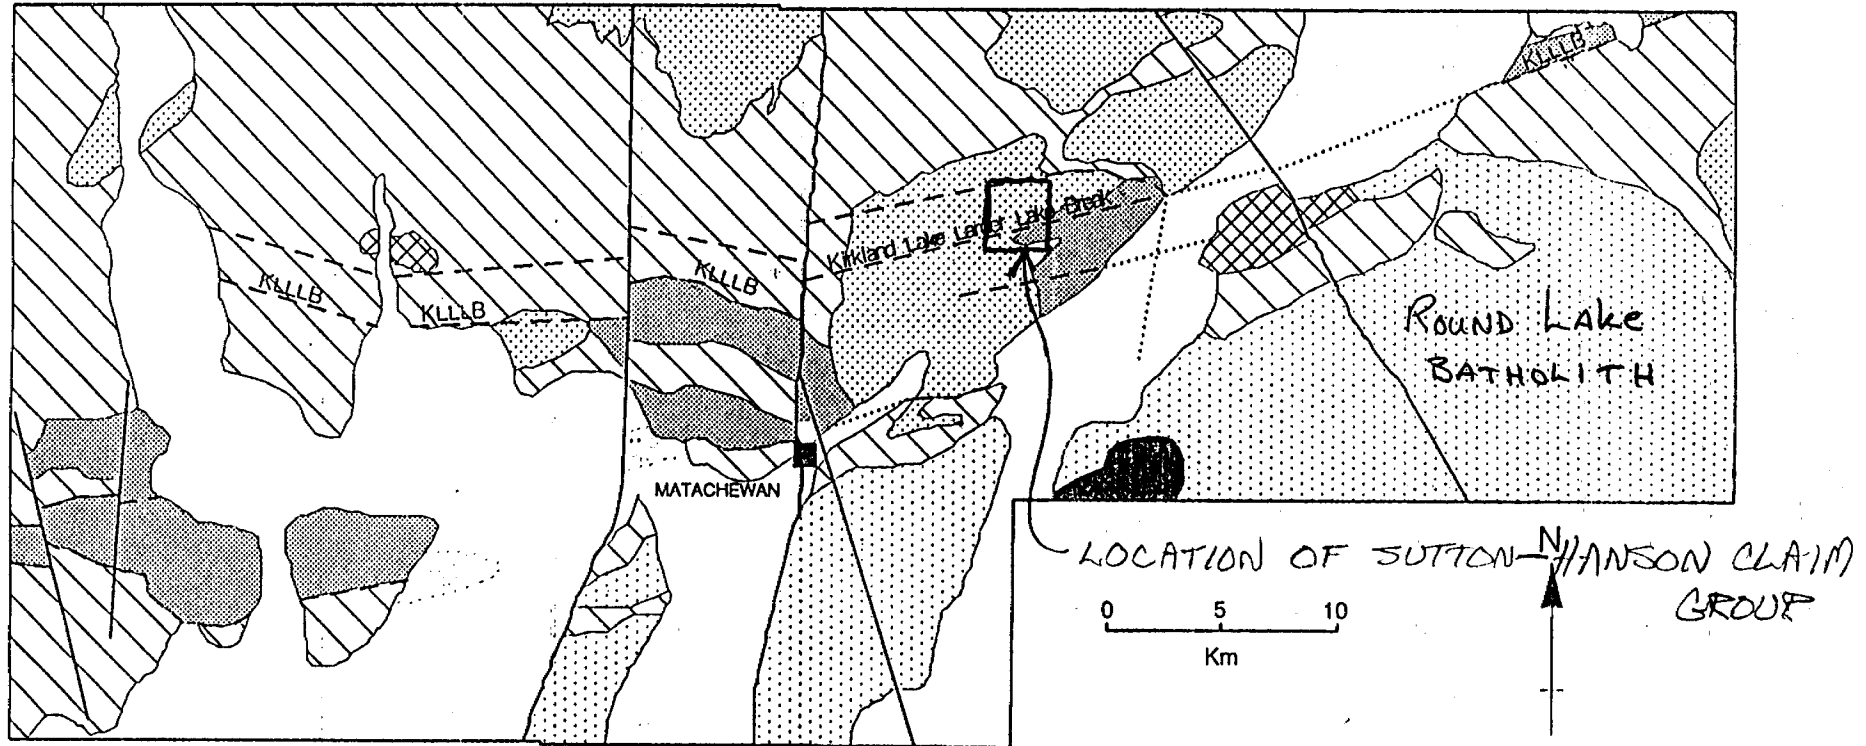 KLLLB
Kirkland Lake Larder Lake Break
KLLLB
KLLLB
KLLLB
ROUND LAKE
BATHOLITH
MATACHEWAN
LOCATION OF SUTTON-HANSON CLAIM
GROUP
N
0 5 10
Km